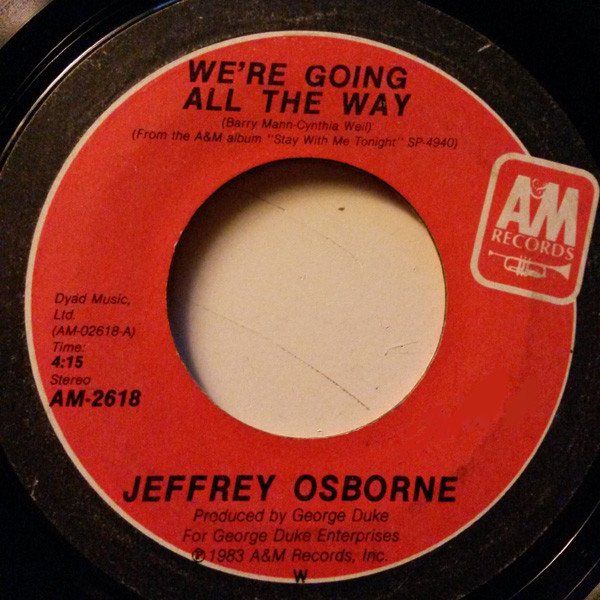 WE'RE GOING
ALL THE WAY
(Barry Mann-Cynthia Weil)
(From the A&M album "Stay With Me Tonight" SP-4940)
A&M
RECORDS
Dyad Music,
Ltd.
(AM-02618-A)
Time:
4:15
Stereo
AM-2618
JEFFREY OSBORNE
Produced by George Duke
For George Duke Enterprises
℗ 1983 A&M Records, Inc.
W